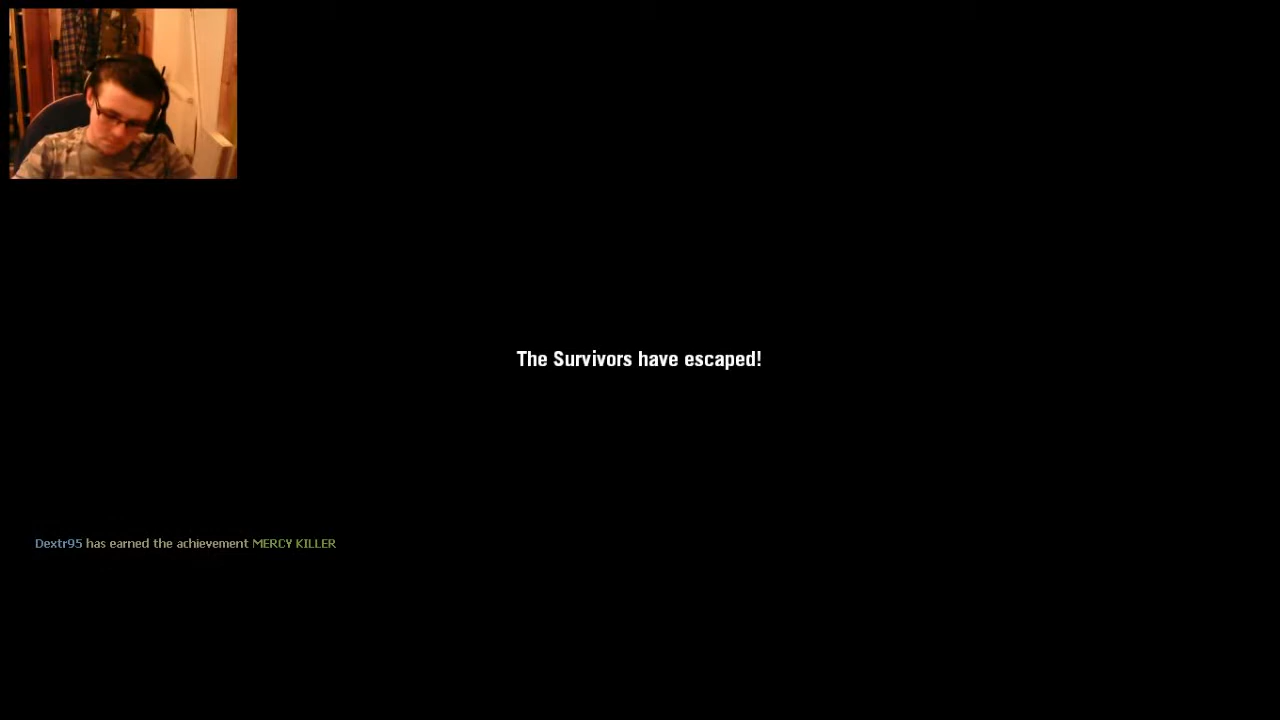 The Survivors have escaped!
Dextr95 has earned the achievement MERCY KILLER